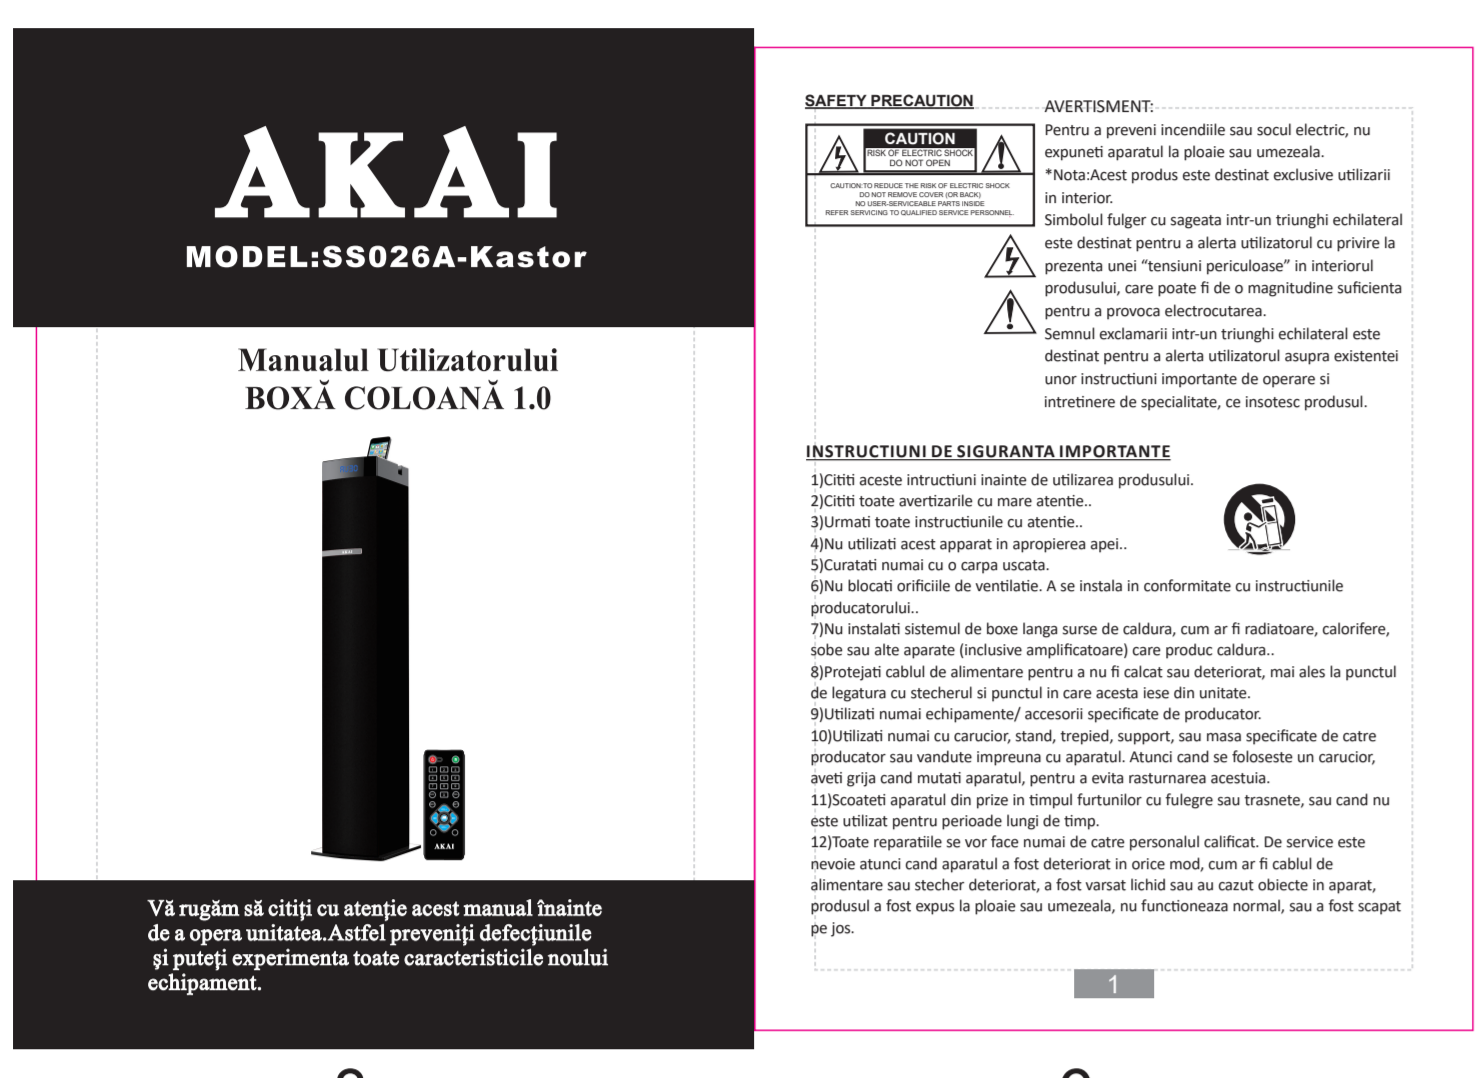 AKAI
MODEL:SS026A-Kastor
Manualul Utilizatorului
BOXĂ COLOANĂ 1.0
AKAI
AKAI
Vă rugăm să citiți cu atenție acest manual înainte
de a opera unitatea.Astfel preveniți defecțiunile
și puteți experimenta toate caracteristicile noului
echipament.
SAFETY PRECAUTION
CAUTION
RISK OF ELECTRIC SHOCK
DO NOT OPEN
CAUTION:TO REDUCE THE RISK OF ELECTRIC SHOCK
DO NOT REMOVE COVER (OR BACK)
NO USER-SERVICEABLE PARTS INSIDE
REFER SERVICING TO QUALIFIED SERVICE PERSONNEL.
AVERTISMENT:
Pentru a preveni incendiile sau socul electric, nu
expuneti aparatul la ploaie sau umezeala.
*Nota:Acest produs este destinat exclusive utilizarii
in interior.
Simbolul fulger cu sageata intr-un triunghi echilateral
este destinat pentru a alerta utilizatorul cu privire la
prezenta unei “tensiuni periculoase” in interiorul
produsului, care poate fi de o magnitudine suficienta
pentru a provoca electrocutarea.
Semnul exclamarii intr-un triunghi echilateral este
destinat pentru a alerta utilizatorul asupra existentei
unor instructiuni importante de operare si
intretinere de specialitate, ce insotesc produsul.
INSTRUCTIUNI DE SIGURANTA IMPORTANTE
1)Cititi aceste intructiuni inainte de utilizarea produsului.
2)Cititi toate avertizarile cu mare atentie..
3)Urmati toate instructiunile cu atentie..
4)Nu utilizati acest apparat in apropierea apei..
5)Curatati numai cu o carpa uscata.
6)Nu blocati orificiile de ventilatie. A se instala in conformitate cu instructiunile
producatorului..
7)Nu instalati sistemul de boxe langa surse de caldura, cum ar fi radiatoare, calorifere,
sobe sau alte aparate (inclusive amplificatoare) care produc caldura..
8)Protejati cablul de alimentare pentru a nu fi calcat sau deteriorat, mai ales la punctul
de legatura cu stecherul si punctul in care acesta iese din unitate.
9)Utilizati numai echipamente/ accesorii specificate de producator.
10)Utilizati numai cu carucior, stand, trepied, support, sau masa specificate de catre
producator sau vandute impreuna cu aparatul. Atunci cand se foloseste un carucior,
aveti grija cand mutati aparatul, pentru a evita rasturnarea acestuia.
11)Scoateti aparatul din prize in timpul furtunilor cu fulegre sau trasnete, sau cand nu
este utilizat pentru perioade lungi de timp.
12)Toate reparatiile se vor face numai de catre personalul calificat. De service este
nevoie atunci cand aparatul a fost deteriorat in orice mod, cum ar fi cablul de
alimentare sau stecher deteriorat, a fost varsat lichid sau au cazut obiecte in aparat,
produsul a fost expus la ploaie sau umezeala, nu functioneaza normal, sau a fost scapat
pe jos.
1